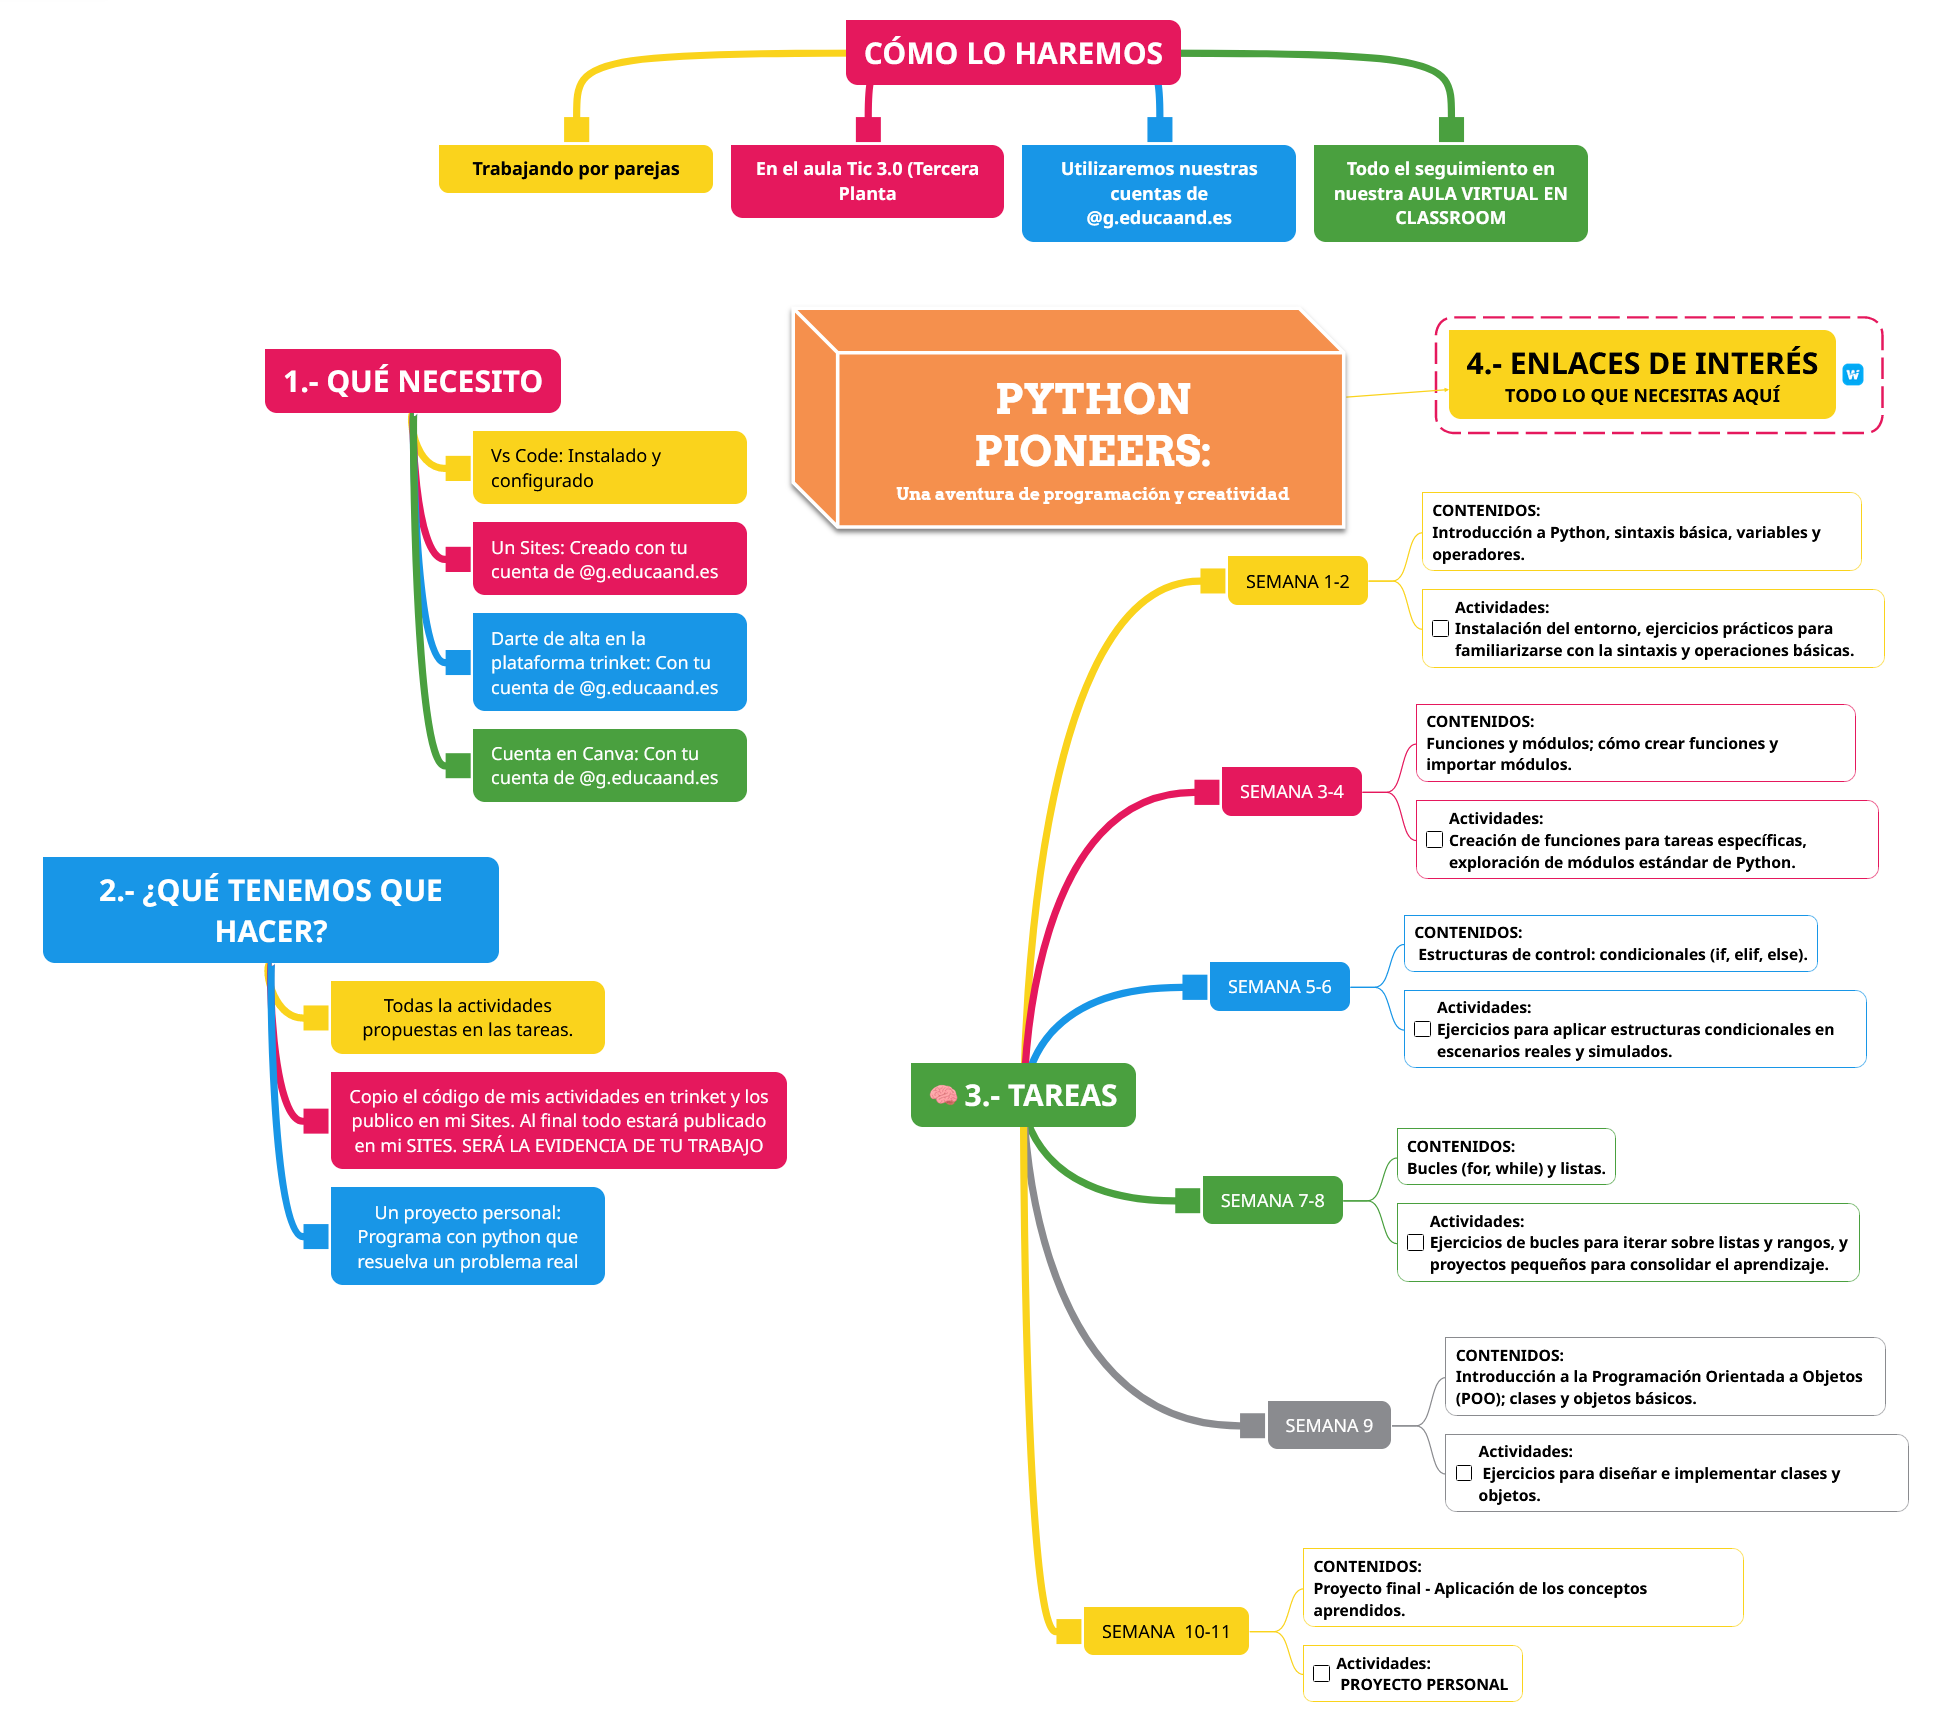 CÓMO LO HAREMOS
Trabajando por parejas
En el aula Tic 3.0 (Tercera
Planta
Utilizaremos nuestras
cuentas de
@g.educaand.es
Todo el seguimiento en
nuestra AULA VIRTUAL EN
CLASSROOM
PYTHON
PIONEERS:
Una aventura de programación y creatividad
4.- ENLACES DE INTERÉS
TODO LO QUE NECESITAS AQUÍ
1.- QUÉ NECESITO
Vs Code: Instalado y
configurado
Un Sites: Creado con tu
cuenta de @g.educaand.es
Darte de alta en la
plataforma trinket: Con tu
cuenta de @g.educaand.es
Cuenta en Canva: Con tu
cuenta de @g.educaand.es
2.- ¿QUÉ TENEMOS QUE
HACER?
Todas la actividades
propuestas en las tareas.
Copio el código de mis actividades en trinket y los
publico en mi Sites. Al final todo estará publicado
en mi SITES. SERÁ LA EVIDENCIA DE TU TRABAJO
Un proyecto personal:
Programa con python que
resuelva un problema real
🧠 3.- TAREAS
SEMANA 1-2
CONTENIDOS:
Introducción a Python, sintaxis básica, variables y
operadores.
Actividades:
Instalación del entorno, ejercicios prácticos para
familiarizarse con la sintaxis y operaciones básicas.
SEMANA 3-4
CONTENIDOS:
Funciones y módulos; cómo crear funciones y
importar módulos.
Actividades:
Creación de funciones para tareas específicas,
exploración de módulos estándar de Python.
SEMANA 5-6
CONTENIDOS:
Estructuras de control: condicionales (if, elif, else).
Actividades:
Ejercicios para aplicar estructuras condicionales en
escenarios reales y simulados.
SEMANA 7-8
CONTENIDOS:
Bucles (for, while) y listas.
Actividades:
Ejercicios de bucles para iterar sobre listas y rangos, y
proyectos pequeños para consolidar el aprendizaje.
SEMANA 9
CONTENIDOS:
Introducción a la Programación Orientada a Objetos
(POO); clases y objetos básicos.
Actividades:
Ejercicios para diseñar e implementar clases y
objetos.
SEMANA 10-11
CONTENIDOS:
Proyecto final - Aplicación de los conceptos
aprendidos.
Actividades:
PROYECTO PERSONAL